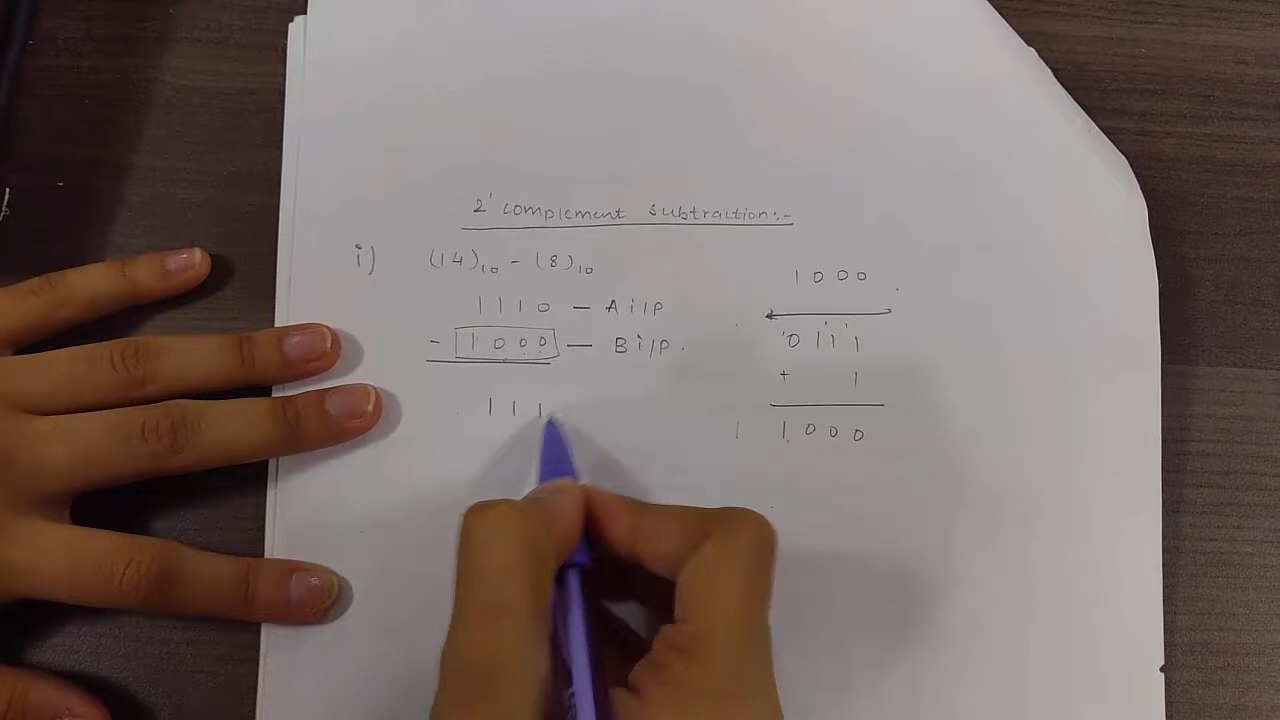 2' complement subtraction:-
i) (14)10 - (8)10
1110 — A i/p
- 1000 — B i/p.
111
1000
0111
+ 1
1 1000